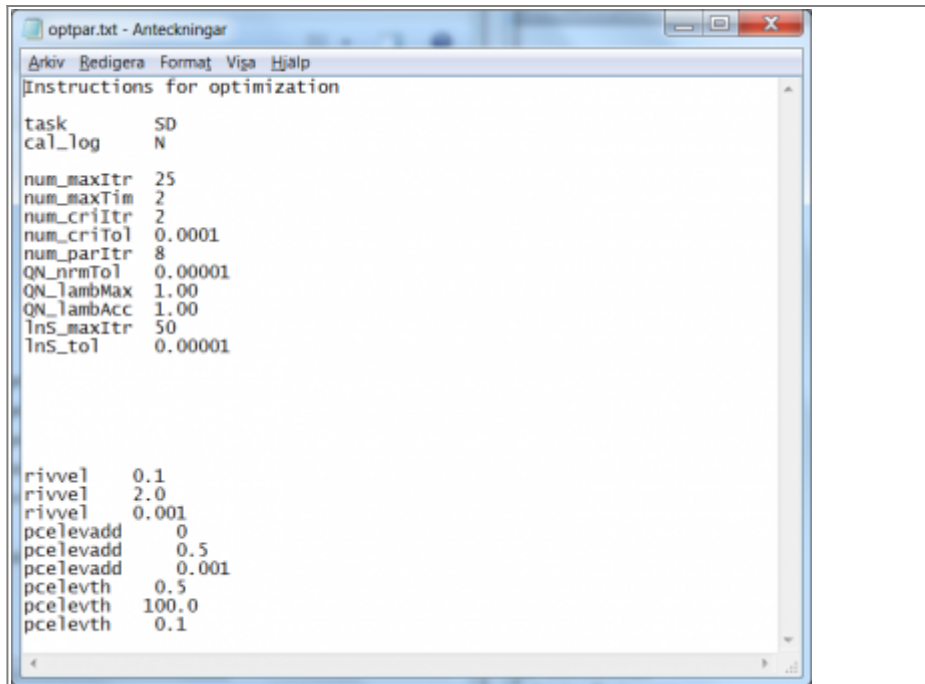 optpar.txt - Anteckningar
Arkiv Redigera Format Visa Hjälp
Instructions for optimization
task SD
cal_log N
num_maxItr 25
num_maxTim 2
num_criItr 2
num_criTol 0.0001
num_parItr 8
QN_nrmTol 0.00001
QN_lambMax 1.00
QN_lambAcc 1.00
lnS_maxItr 50
lnS_tol 0.00001
rivvel 0.1
rivvel 2.0
rivvel 0.001
pcelevadd 0
pcelevadd 0.5
pcelevadd 0.001
pcelevth 0.5
pcelevth 100.0
pcelevth 0.1